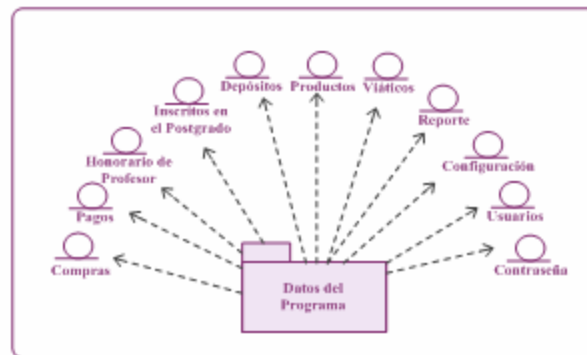 Depósitos
Productos
Viáticos
Inscritos en
el Postgrado
Reporte
Honorario de
Profesor
Configuración
Pagos
Usuarios
Compras
Contraseña
Datos del
Programa